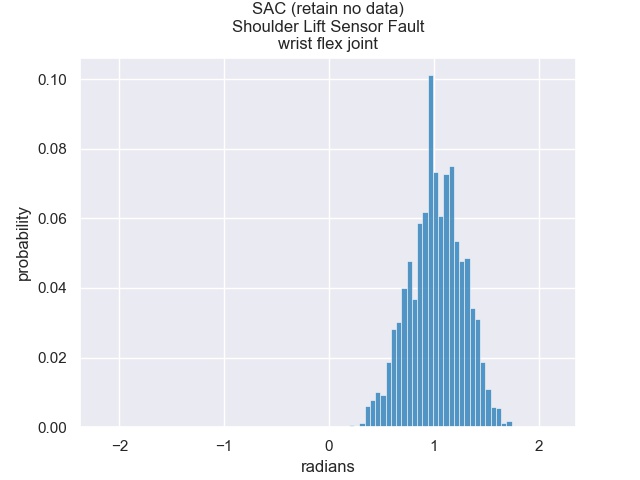 SAC (retain no data)
Shoulder Lift Sensor Fault
wrist flex joint
0.10
0.08
0.06
0.04
0.02
0.00
probability
−2
−1
0
1
2
radians